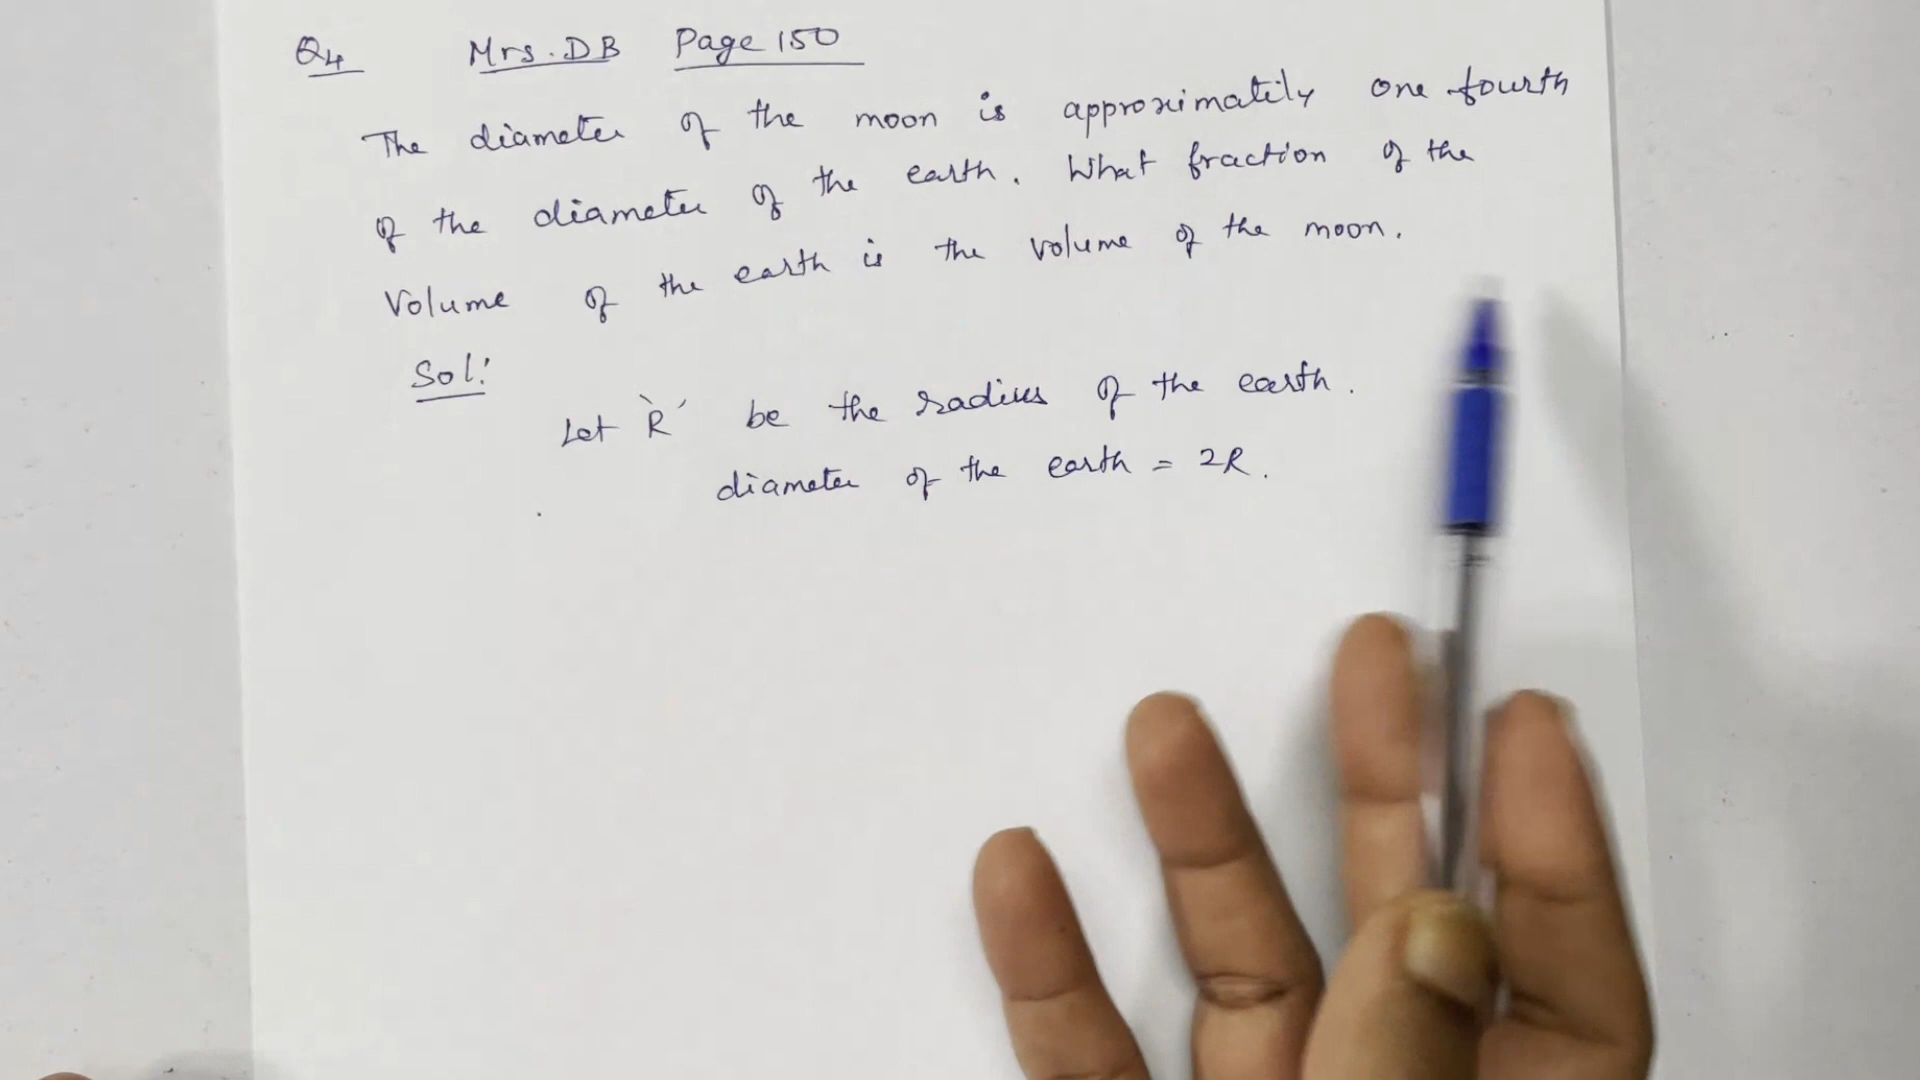 Q4 Mrs. DB Page 150
The diameter of the moon is approximately one fourth
of the diameter of the earth. What fraction of the
Volume of the earth is the volume of the moon.
Sol:
Let `R´ be the radius of the earth.
diameter of the earth = 2R.